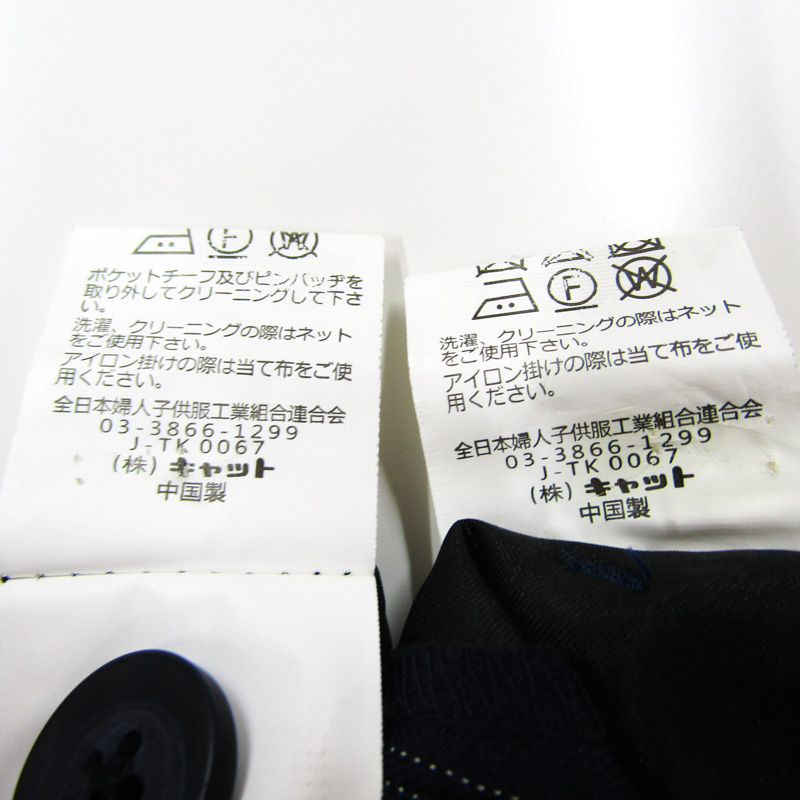 F
W
ポケットチーフ及びピンバッヂを
取り外してクリーニングして下さ
い。
洗濯、クリーニングの際はネット
をご使用下さい。
アイロン掛けの際は当て布をご使
用ください。
全日本婦人子供服工業組合連合会
03-3866-1299
J-TK 0067
(株) キャット
中国製
F
W
洗濯、クリーニングの際はネット
をご使用下さい。
アイロン掛けの際は当て布をご使
用ください。
全日本婦人子供服工業組合連合会
03-3866-1299
J-TK 0067
(株) キャット
中国製